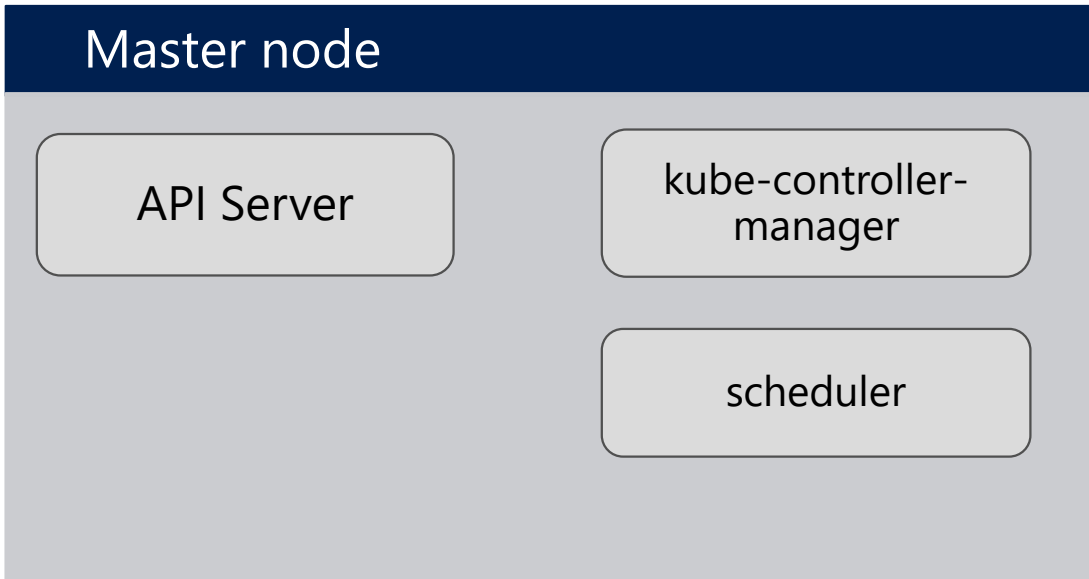 Master node
API Server
kube-controller-
manager
scheduler